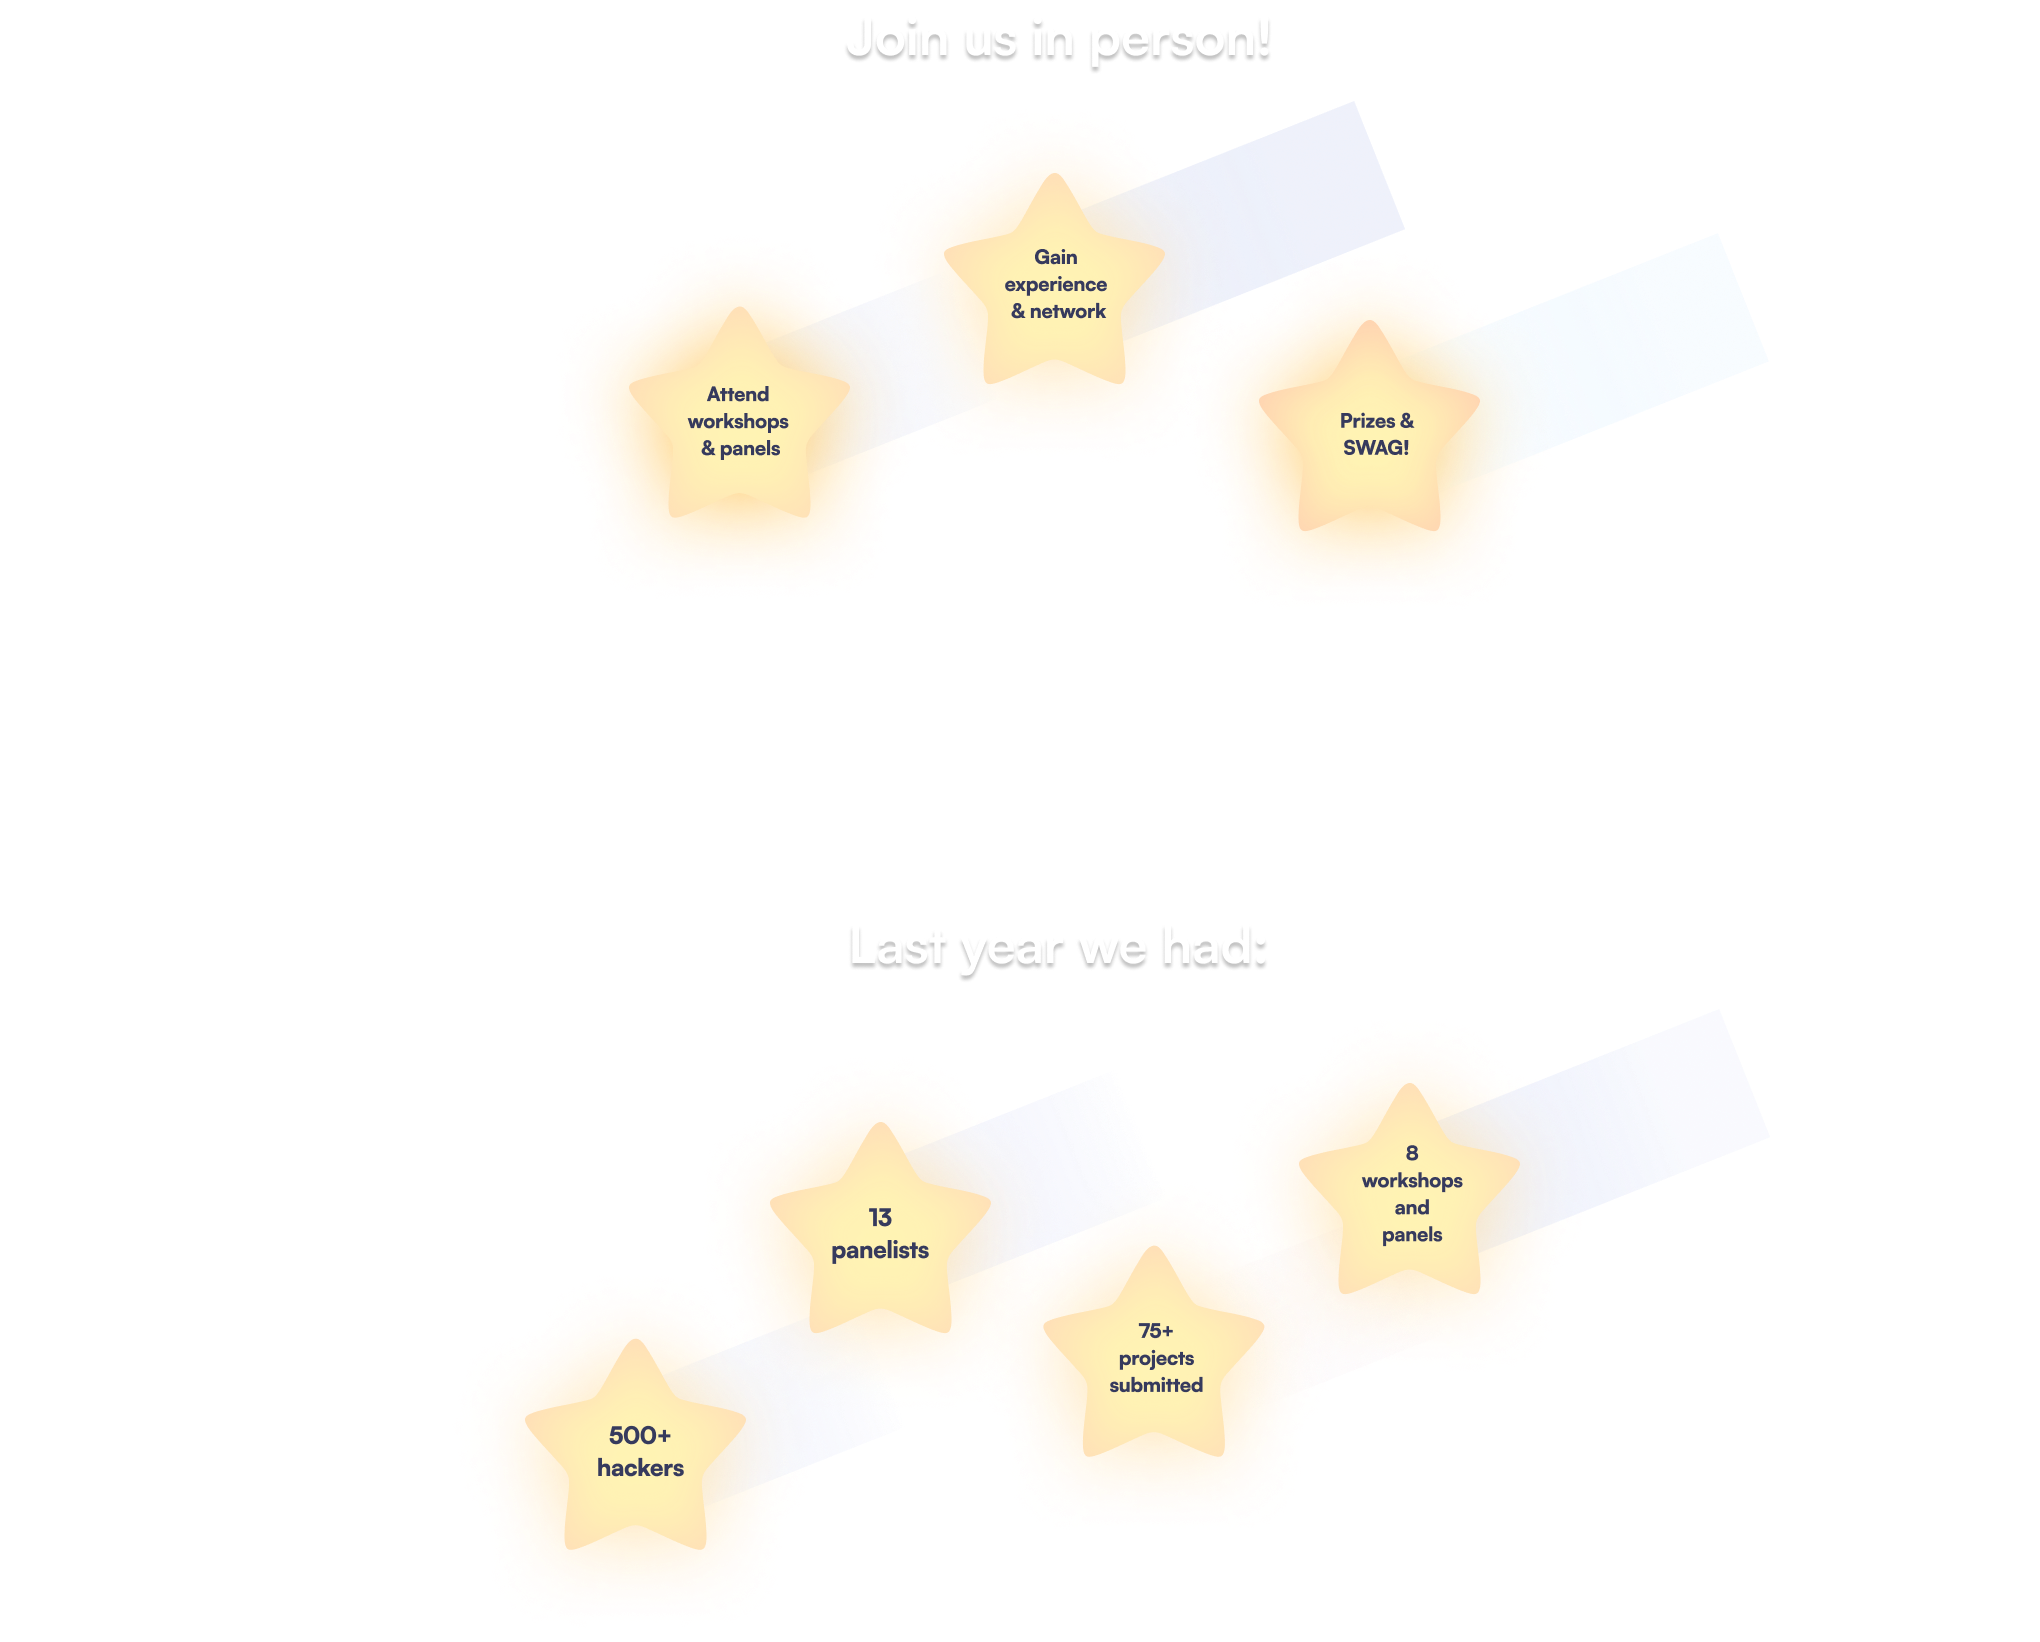 Join us in person!
Gain
experience
& network
Attend
workshops
& panels
Prizes &
SWAG!
Last year we had:
8
workshops
and
panels
13
panelists
75+
projects
submitted
500+
hackers